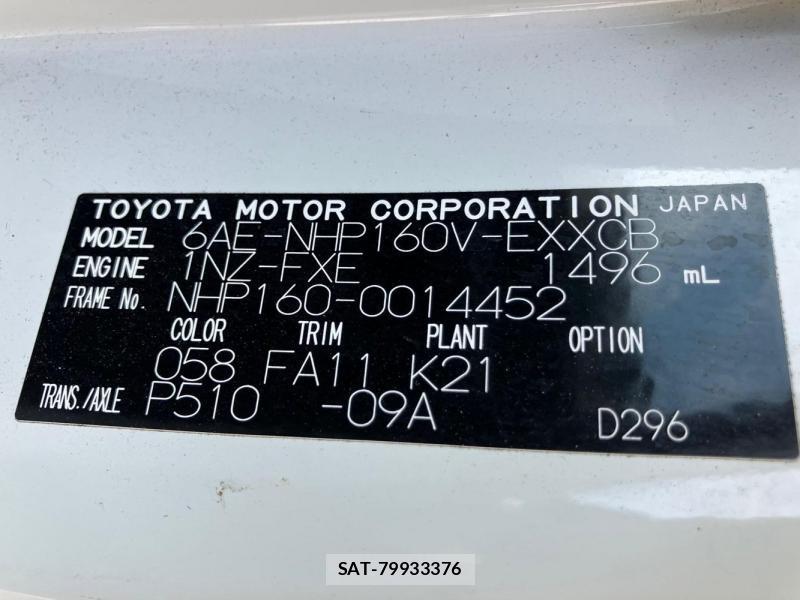 TOYOTA MOTOR CORPORATION JAPAN
MODEL 6AE-NHP160V-EXXCB
ENGINE 1NZ-FXE 1496 mL
FRAME No. NHP160-0014452
COLOR TRIM PLANT OPTION
058 FA11 K21
TRANS./AXLE P510 -09A D296
SAT-79933376